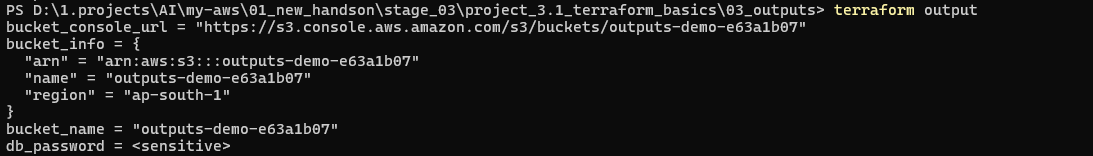 PS D:\1.projects\AI\my-aws\01_new_handson\stage_03\project_3.1_terraform_basics\03_outputs> terraform output
bucket_console_url = "https://s3.console.aws.amazon.com/s3/buckets/outputs-demo-e63a1b07"
bucket_info = {
  "arn" = "arn:aws:s3:::outputs-demo-e63a1b07"
  "name" = "outputs-demo-e63a1b07"
  "region" = "ap-south-1"
}
bucket_name = "outputs-demo-e63a1b07"
db_password = <sensitive>